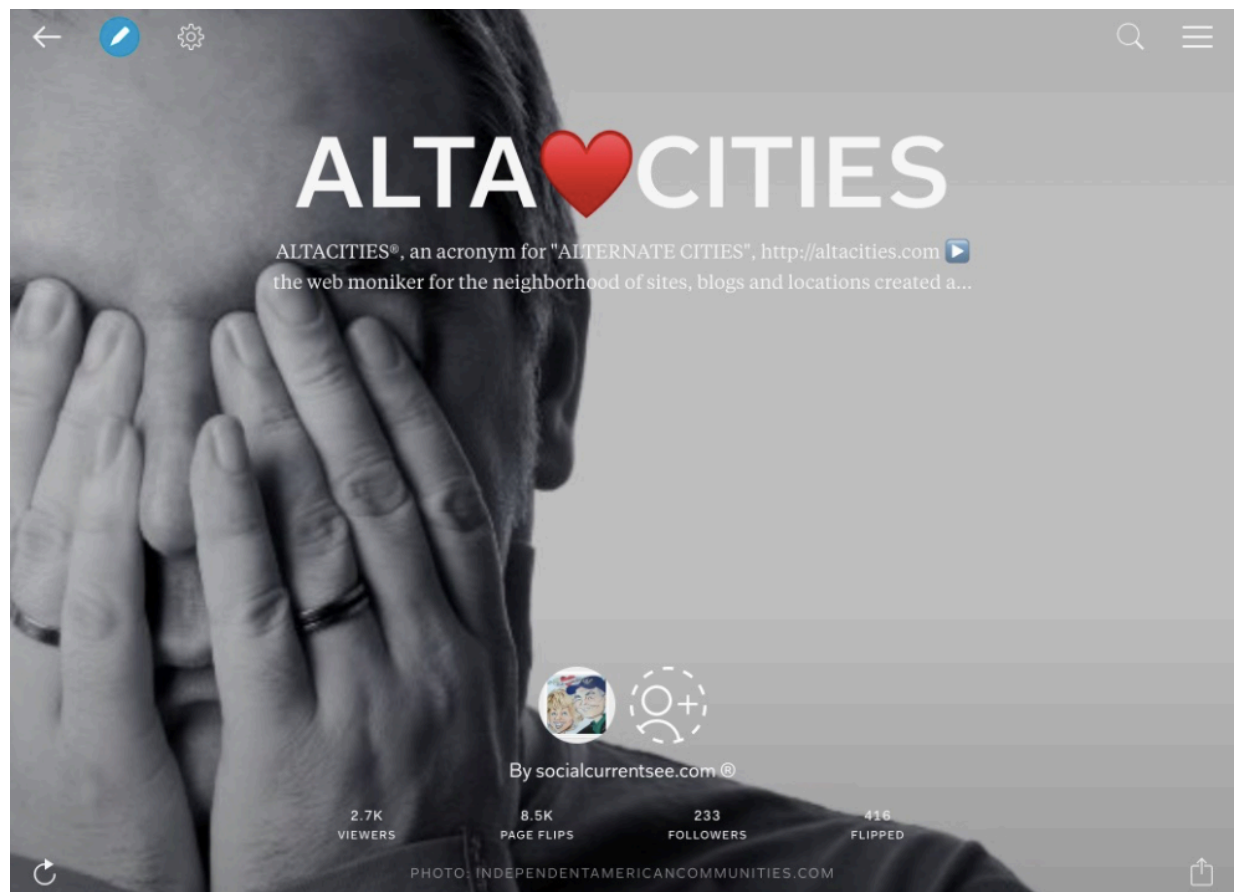 ALTA❤️CITIES
ALTACITIES®, an acronym for "ALTERNATE CITIES", http://altacities.com ▶️
the web moniker for the neighborhood of sites, blogs and locations created a...
By socialcurrentsee.com ®
2.7K 8.5K 233 416
VIEWERS PAGE FLIPS FOLLOWERS FLIPPED
PHOTO: INDEPENDENTAMERICANCOMMUNITIES.COM